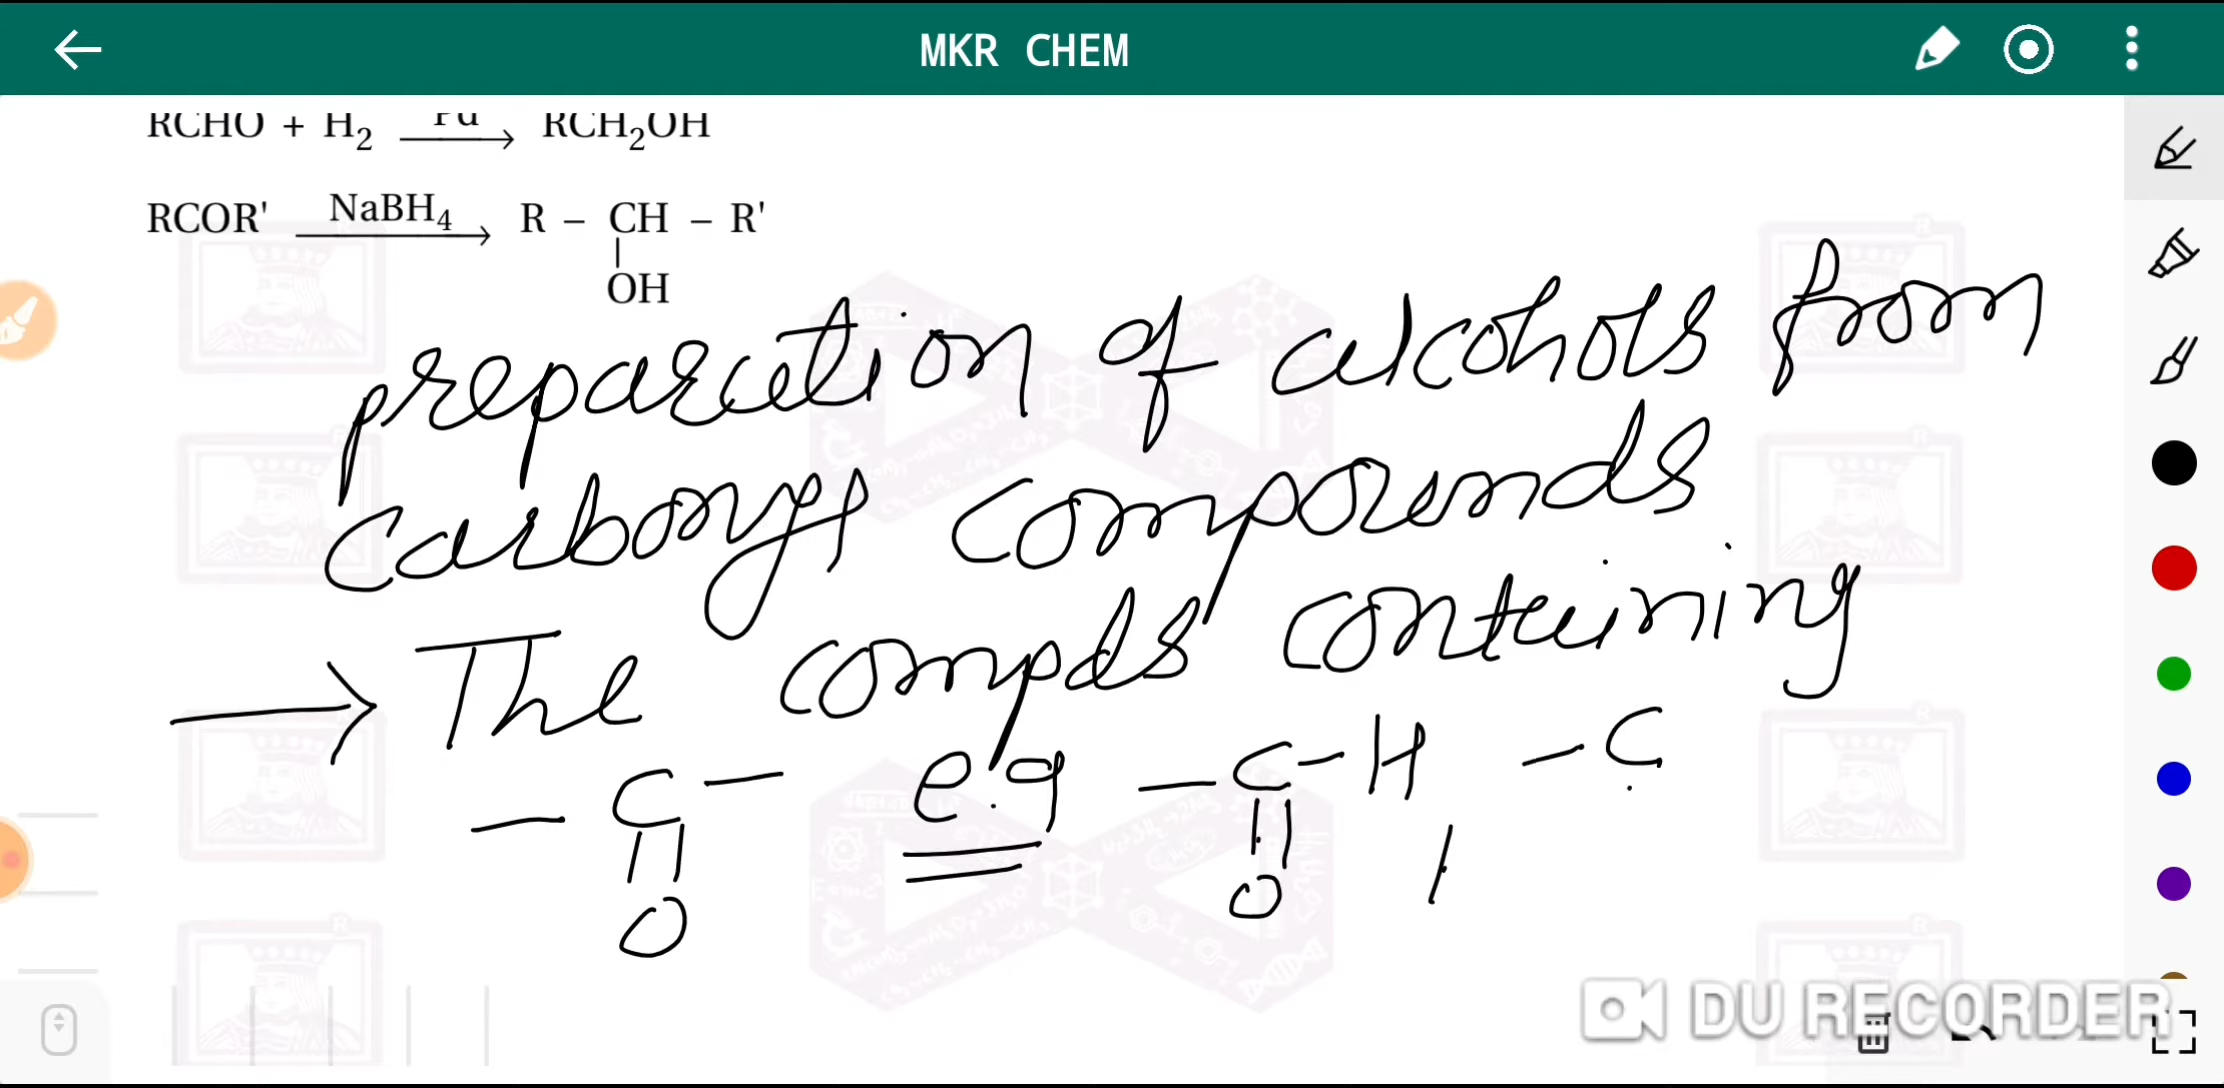 MKR CHEM
RCHO + H₂ ⟶ RCH₂OH
Pd
RCOR' —NaBH₄→ R – CH – R'
|
OH
preparation of alcohols from
carbonyl compounds
→ The compds containing
– C – e.g – C – H – C
|| || |
O O
DU RECORDER